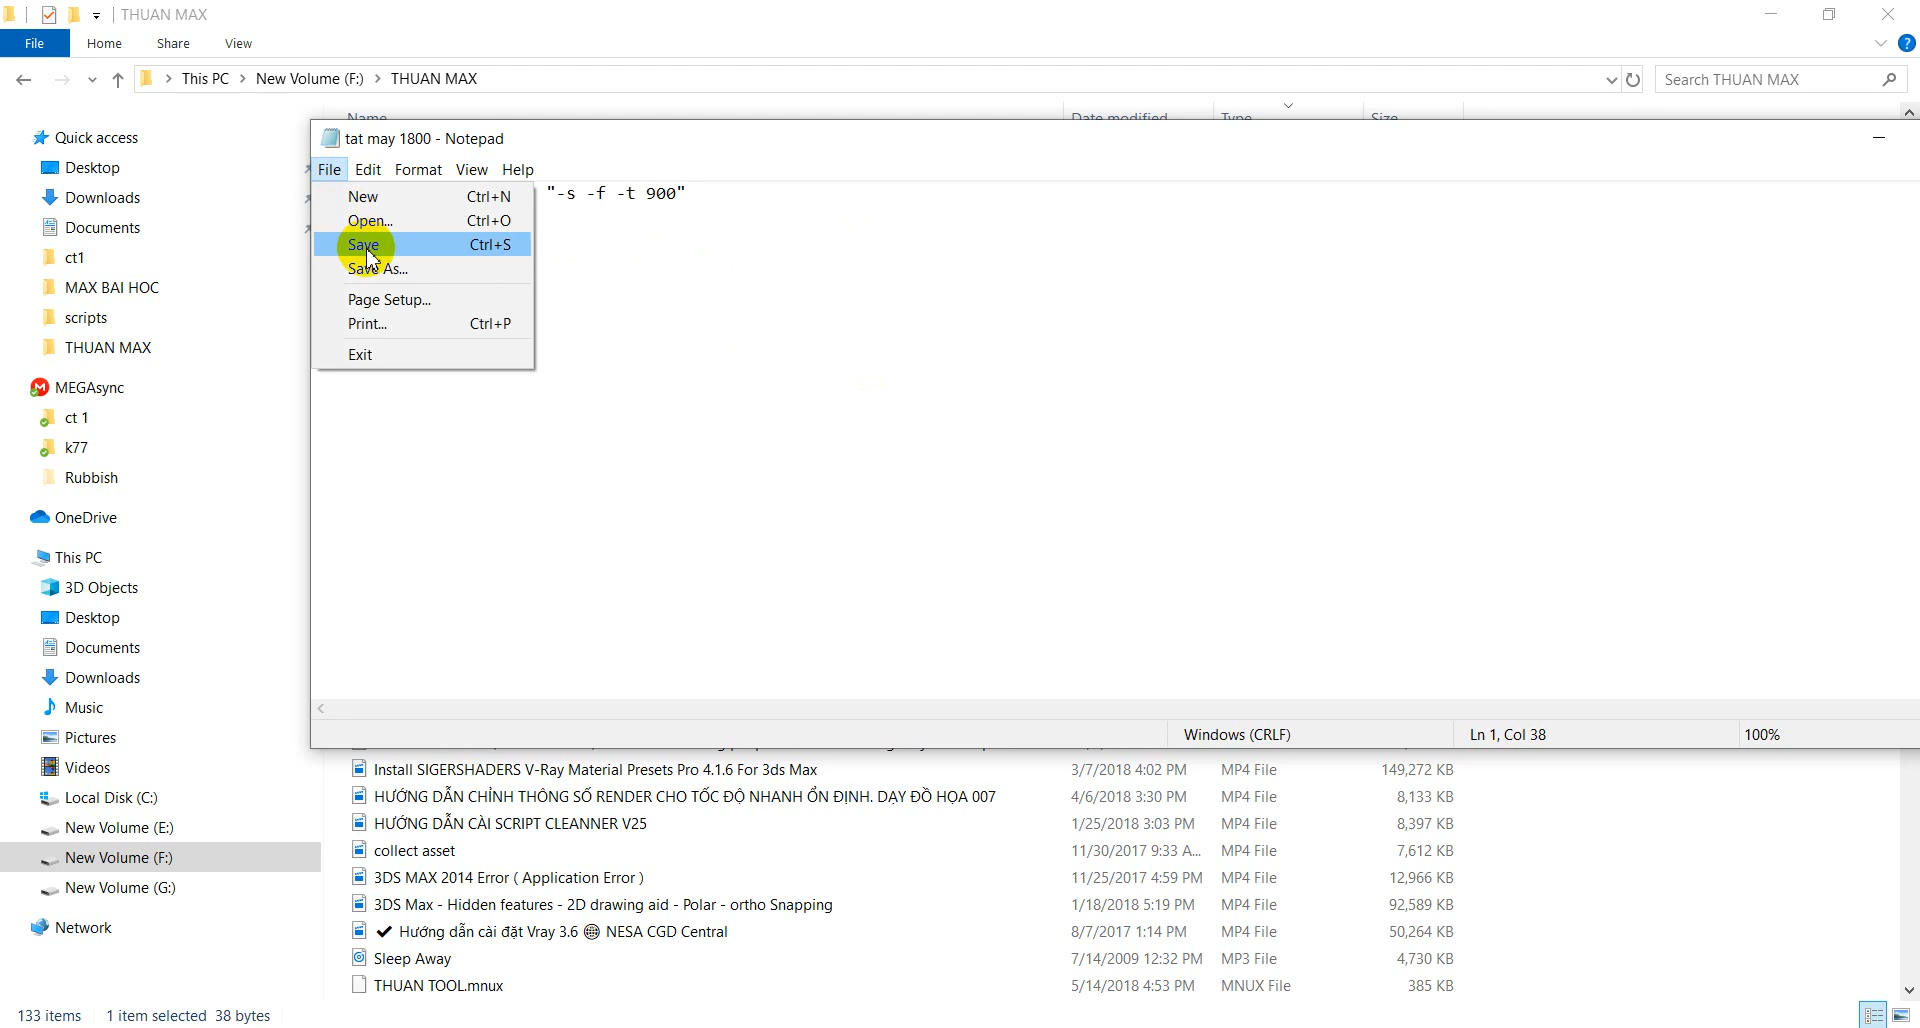 THUAN MAX
File Home Share View
This PC New Volume (F:) THUAN MAX
Search THUAN MAX
Name Date modified Type Size
Quick access
Desktop
Downloads
Documents
ct1
MAX BAI HOC
scripts
THUAN MAX
MEGAsync
ct 1
k77
Rubbish
OneDrive
This PC
3D Objects
Desktop
Documents
Downloads
Music
Pictures
Videos
Local Disk (C:)
New Volume (E:)
New Volume (F:)
New Volume (G:)
Network
tat may 1800 - Notepad
File Edit Format View Help
"-s -f -t 900"
New Ctrl+N
Open... Ctrl+O
Save Ctrl+S
Save As...
Page Setup...
Print... Ctrl+P
Exit
Windows (CRLF) Ln 1, Col 38 100%
Install SIGERSHADERS V-Ray Material Presets Pro 4.1.6 For 3ds Max 3/7/2018 4:02 PM MP4 File 149,272 KB
HƯỚNG DẪN CHỈNH THÔNG SỐ RENDER CHO TỐC ĐỘ NHANH ỔN ĐỊNH. DẠY ĐỒ HỌA 007 4/6/2018 3:30 PM MP4 File 8,133 KB
HƯỚNG DẪN CÀI SCRIPT CLEANNER V25 1/25/2018 3:03 PM MP4 File 8,397 KB
collect asset 11/30/2017 9:33 A... MP4 File 7,612 KB
3DS MAX 2014 Error ( Application Error ) 11/25/2017 4:59 PM MP4 File 12,966 KB
3DS Max - Hidden features - 2D drawing aid - Polar - ortho Snapping 1/18/2018 5:19 PM MP4 File 92,589 KB
✔ Hướng dẫn cài đặt Vray 3.6 🌐 NESA CGD Central 8/7/2017 1:14 PM MP4 File 50,264 KB
Sleep Away 7/14/2009 12:32 PM MP3 File 4,730 KB
THUAN TOOL.mnux 5/14/2018 4:53 PM MNUX File 385 KB
133 items 1 item selected 38 bytes